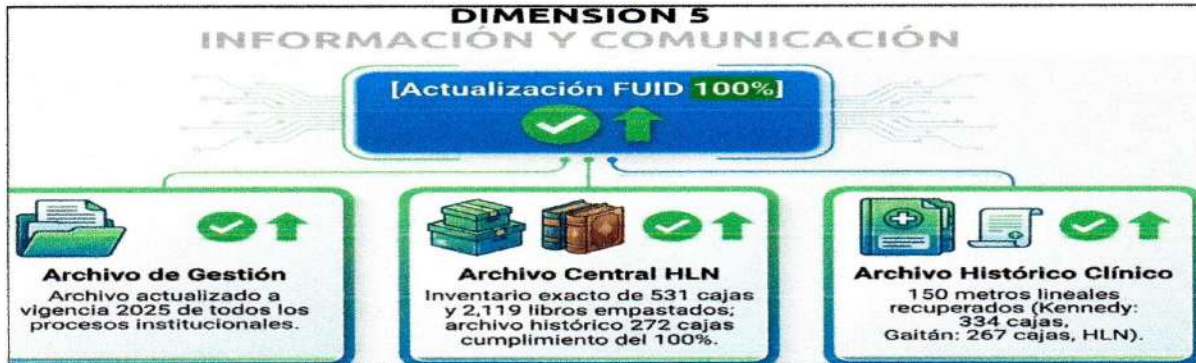 DIMENSION 5
INFORMACIÓN Y COMUNICACIÓN
[Actualización FUID 100%]
Archivo de Gestión
Archivo actualizado a
vigencia 2025 de todos los
procesos institucionales.
Archivo Central HLN
Inventario exacto de 531 cajas
y 2,119 libros empastados;
archivo histórico 272 cajas
cumplimiento del 100%.
Archivo Histórico Clínico
150 metros lineales
recuperados (Kennedy:
334 cajas,
Gaitán: 267 cajas, HLN).